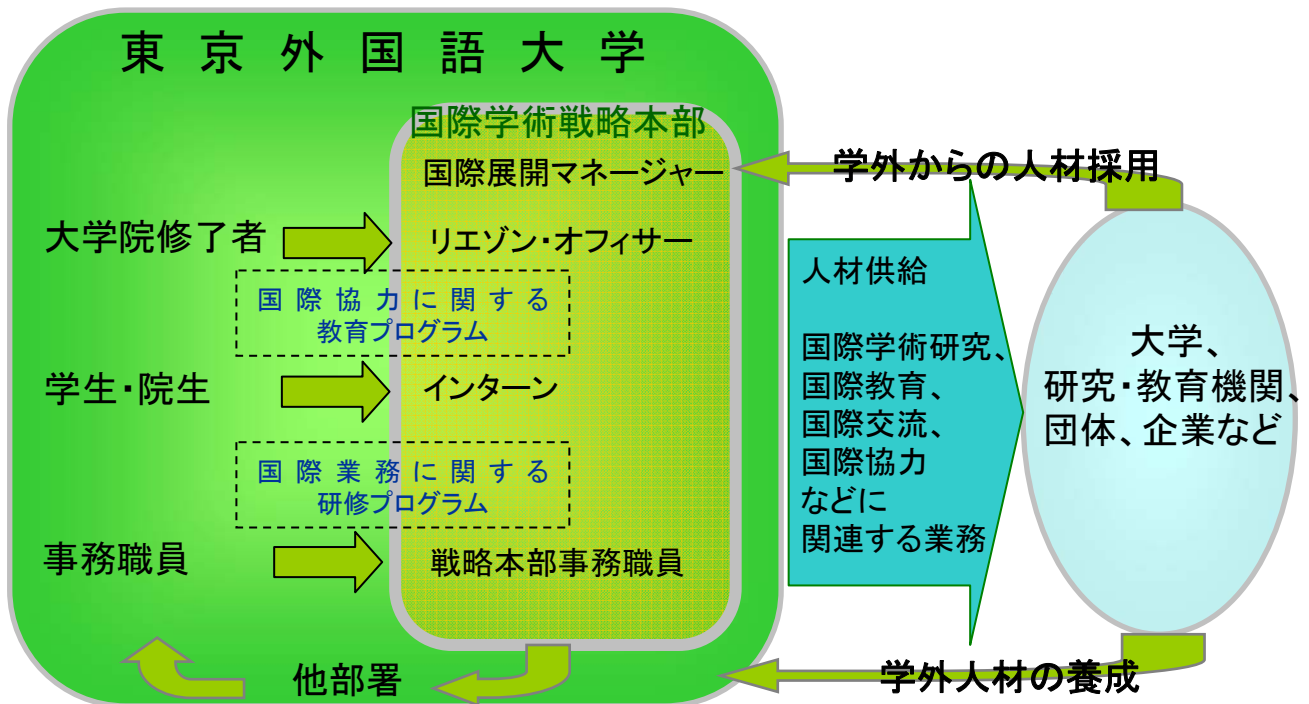 東京外国語大学
国際学術戦略本部
国際展開マネージャー
学外からの人材採用
大学院修了者
リエゾン・オフィサー
国際協力に関する
教育プログラム
学生・院生
インターン
国際業務に関する
研修プログラム
事務職員
戦略本部事務職員
他部署
人材供給
国際学術研究、
国際教育、
国際交流、
国際協力
などに
関連する業務
大学、
研究・教育機関、
団体、企業など
学外人材の養成